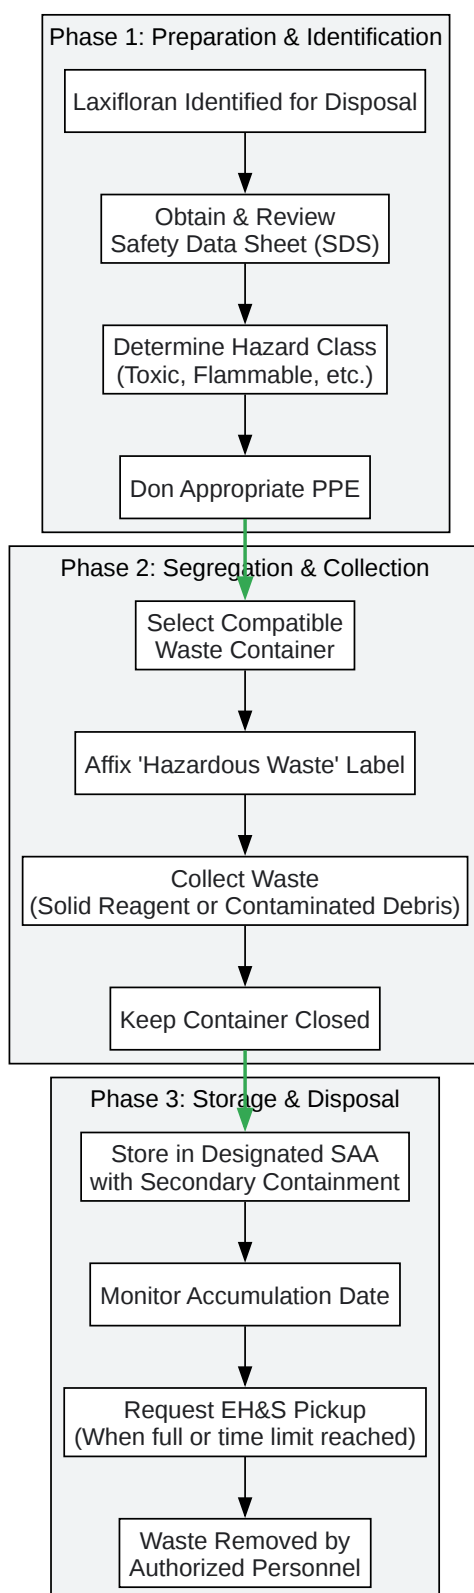 Phase 1: Preparation & Identification
Laxifloran Identified for Disposal
Obtain & Review
Safety Data Sheet (SDS)
Determine Hazard Class
(Toxic, Flammable, etc.)
Don Appropriate PPE
Phase 2: Segregation & Collection
Select Compatible
Waste Container
Affix 'Hazardous Waste' Label
Collect Waste
(Solid Reagent or Contaminated Debris)
Keep Container Closed
Phase 3: Storage & Disposal
Store in Designated SAA
with Secondary Containment
Monitor Accumulation Date
Request EH&S Pickup
(When full or time limit reached)
Waste Removed by
Authorized Personnel